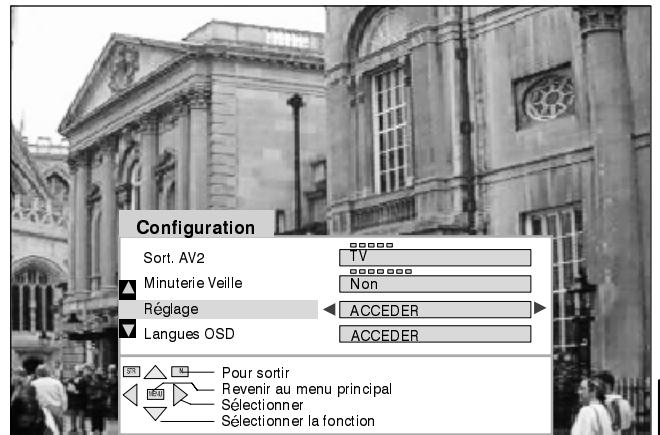 Configuration
Sort. AV2 TV
Minuterie Veille Non
Réglage ACCEDER
Langues OSD ACCEDER
STR N Pour sortir
MENU Revenir au menu principal
Sélectionner
Sélectionner la fonction